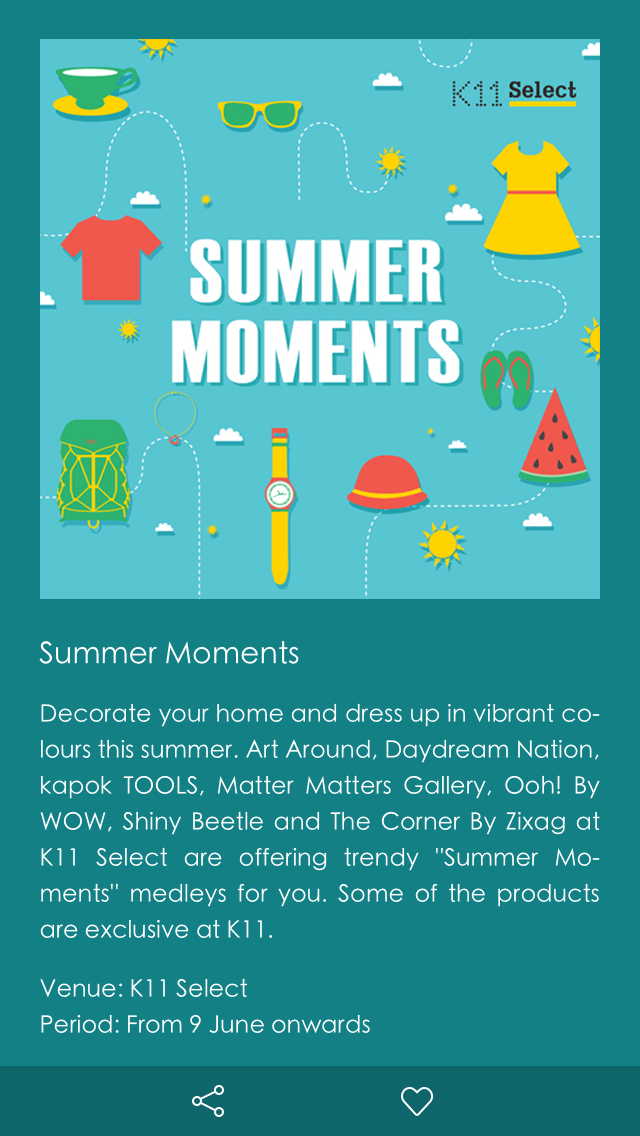 K11 Select
SUMMER
MOMENTS
Summer Moments
Decorate your home and dress up in vibrant co-
lours this summer. Art Around, Daydream Nation,
kapok TOOLS, Matter Matters Gallery, Ooh! By
WOW, Shiny Beetle and The Corner By Zixag at
K11 Select are offering trendy "Summer Mo-
ments" medleys for you. Some of the products
are exclusive at K11.
Venue: K11 Select
Period: From 9 June onwards